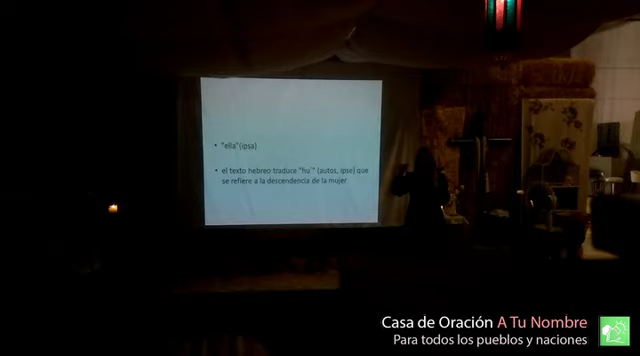 • "ella"(ipsa)
• el texto hebreo traduce "hu´" (autos, ipse) que
se refiere a la descendencia de la mujer
Casa de Oración A Tu Nombre
Para todos los pueblos y naciones